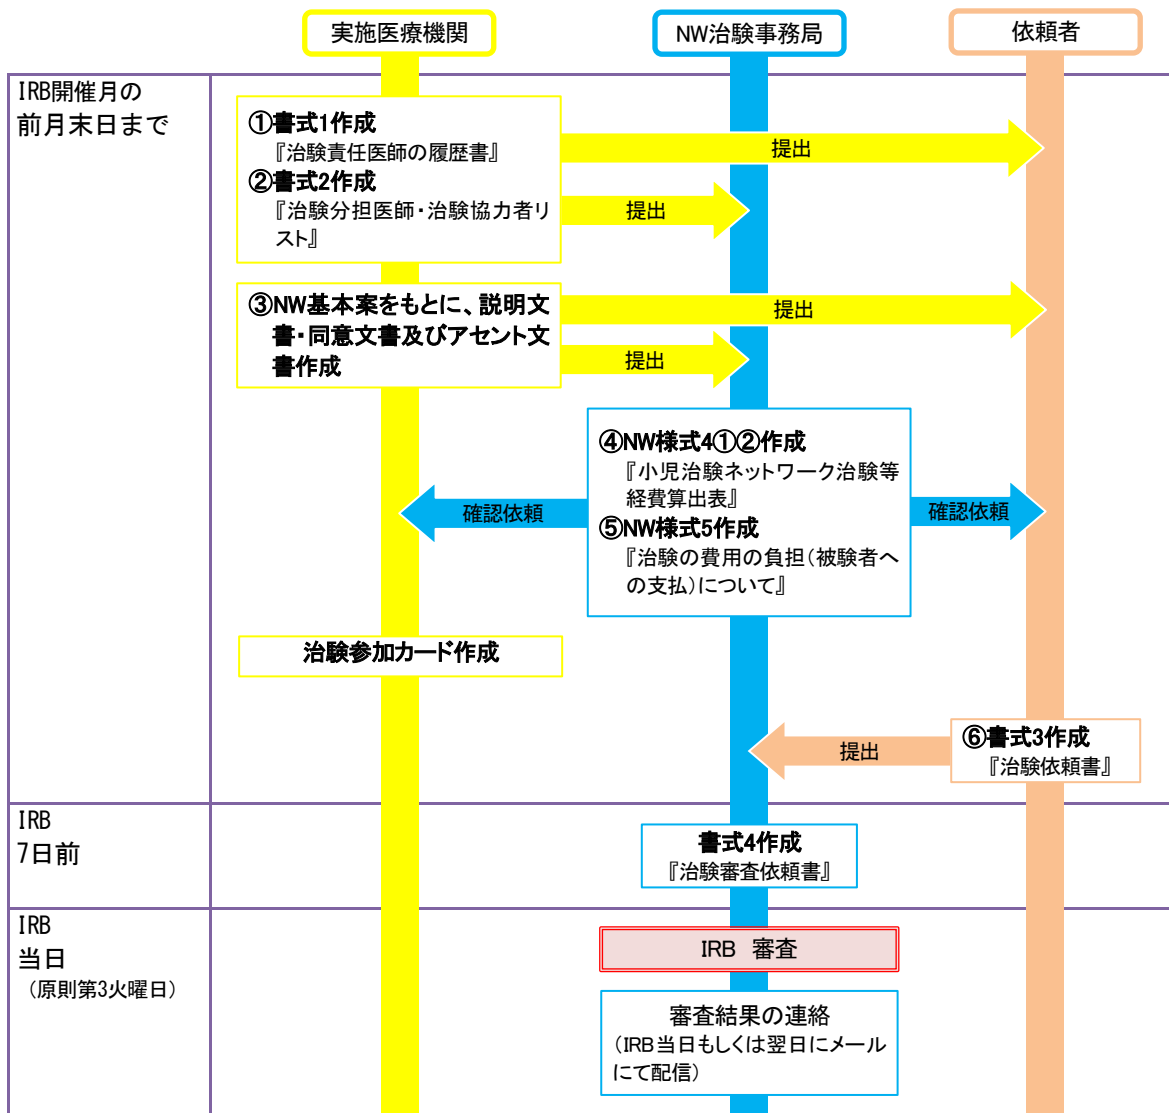 実施医療機関
NW治験事務局
依頼者
IRB開催月の
前月末日まで
①書式1作成
『治験責任医師の履歴書』
②書式2作成
『治験分担医師・治験協力者リ
スト』
提出
提出
③NW基本案をもとに、説明文
書・同意文書及びアセント文
書作成
提出
提出
④NW様式4①②作成
『小児治験ネットワーク治験等
経費算出表』
⑤NW様式5作成
『治験の費用の負担(被験者へ
の支払)について』
確認依頼
確認依頼
治験参加カード作成
⑥書式3作成
『治験依頼書』
提出
IRB
7日前
書式4作成
『治験審査依頼書』
IRB
当日
（原則第3火曜日）
IRB 審査
審査結果の連絡
(IRB当日もしくは翌日にメール
にて配信)